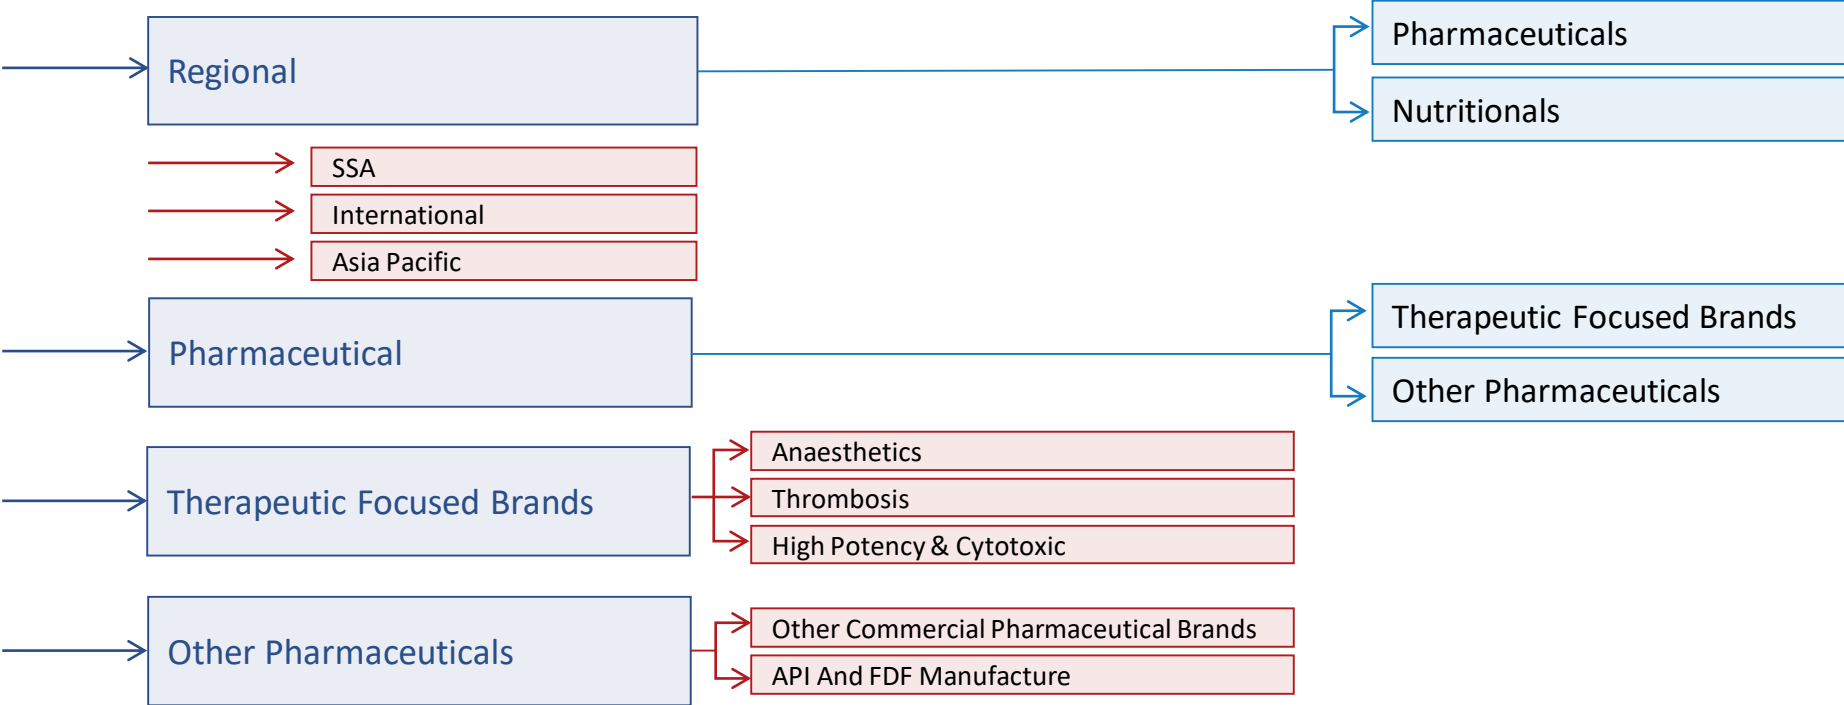 Regional
Pharmaceuticals
Nutritionals
SSA
International
Asia Pacific
Pharmaceutical
Therapeutic Focused Brands
Other Pharmaceuticals
Therapeutic Focused Brands
Anaesthetics
Thrombosis
High Potency & Cytotoxic
Other Pharmaceuticals
Other Commercial Pharmaceutical Brands
API And FDF Manufacture